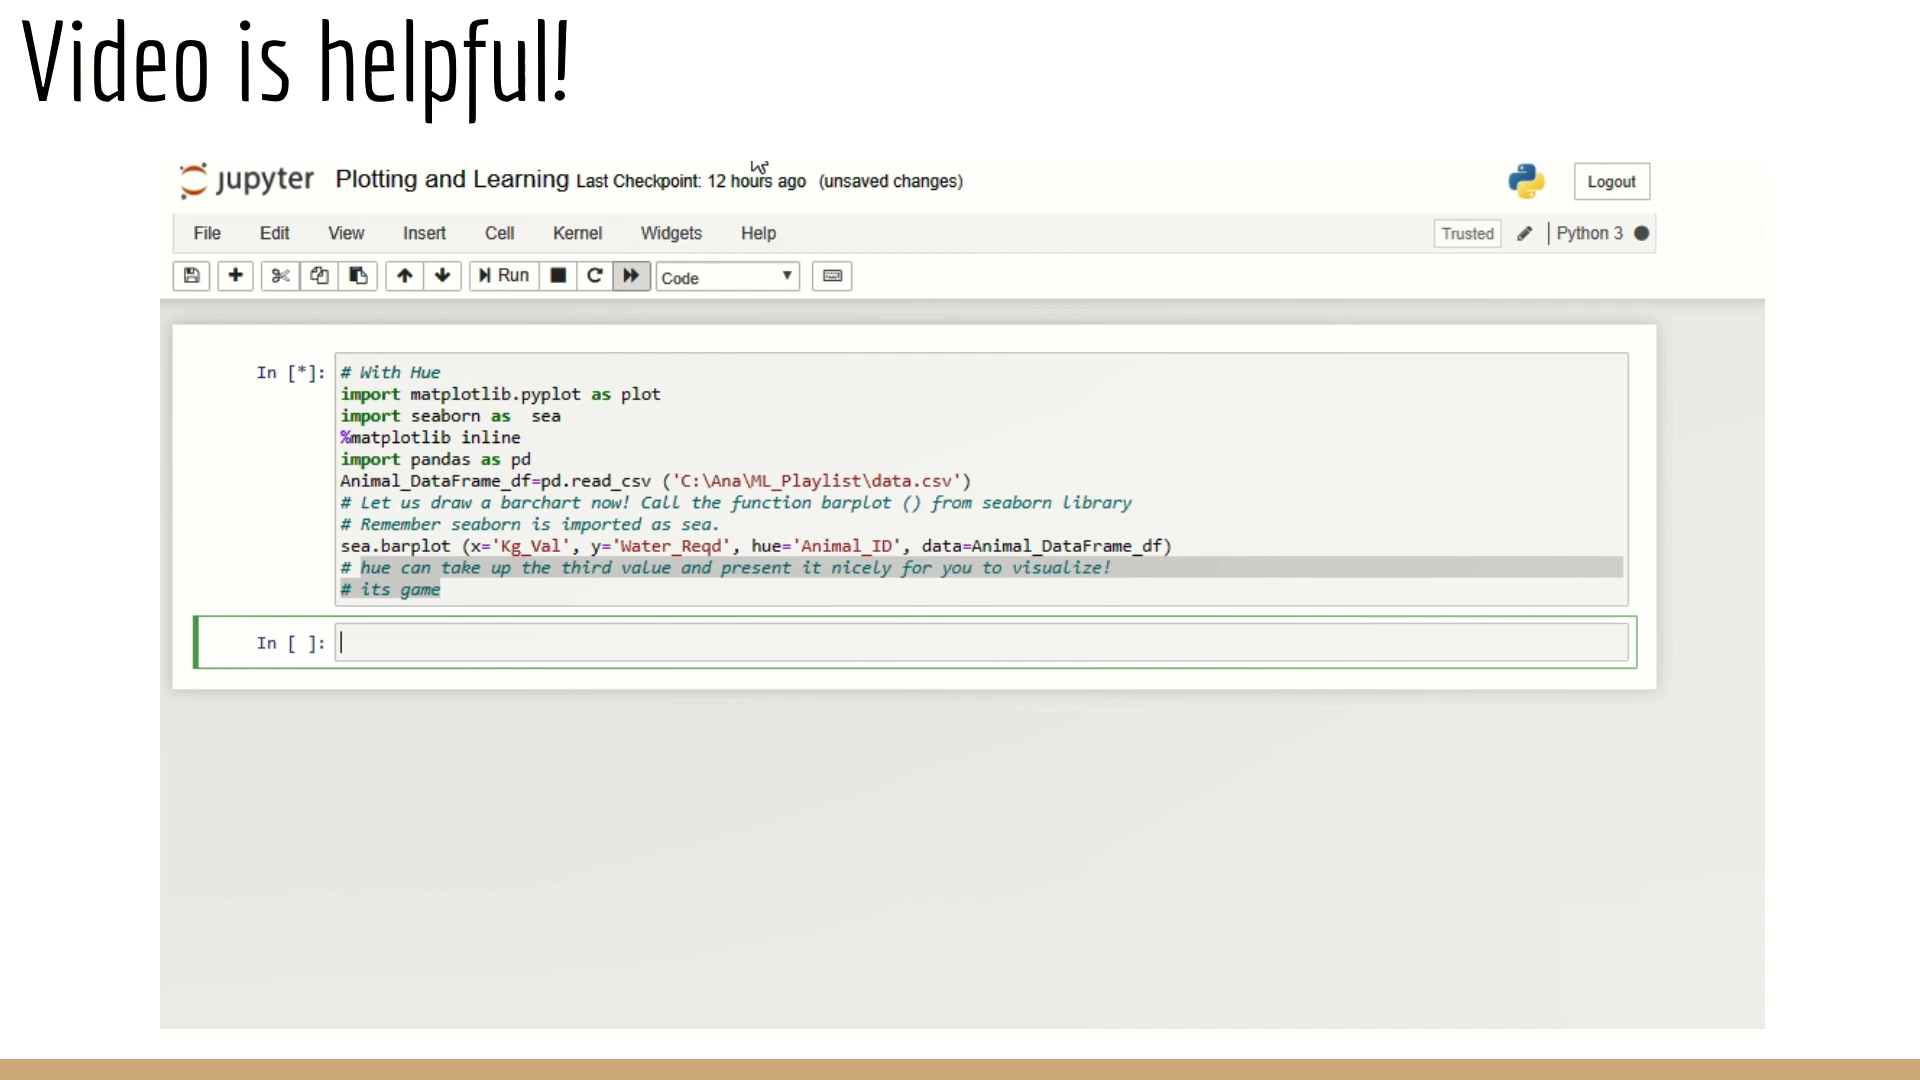 Video is helpful!
jupyter Plotting and Learning Last Checkpoint: 12 hours ago (unsaved changes) Logout
File Edit View Insert Cell Kernel Widgets Help Trusted Python 3
Run Code
In [*]: # With Hue
import matplotlib.pyplot as plot
import seaborn as  sea
%matplotlib inline
import pandas as pd
Animal_DataFrame_df=pd.read_csv ('C:\Ana\ML_Playlist\data.csv')
# Let us draw a barchart now! Call the function barplot () from seaborn library
# Remember seaborn is imported as sea.
sea.barplot (x='Kg_Val', y='Water_Reqd', hue='Animal_ID', data=Animal_DataFrame_df)
# hue can take up the third value and present it nicely for you to visualize!
# its game
In [ ]: